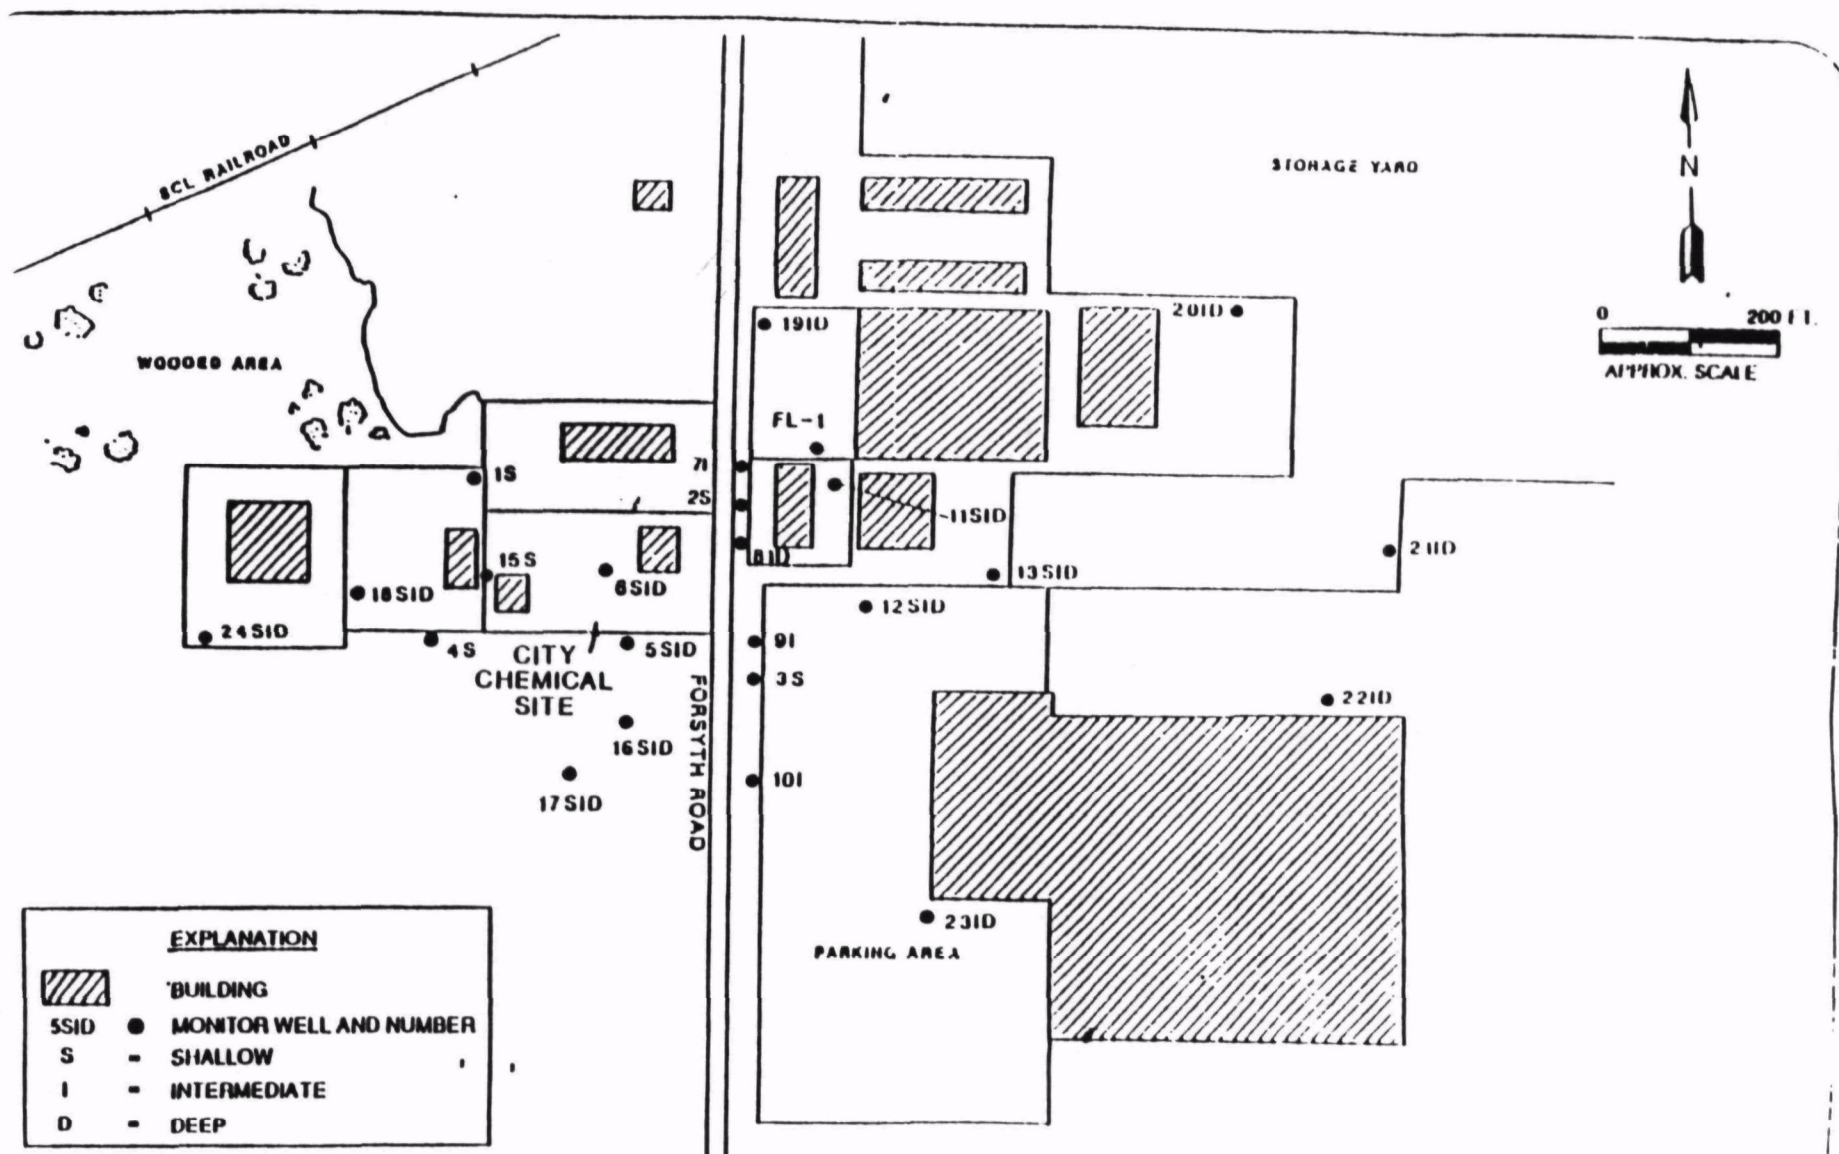 SCL RAILROAD
STORAGE YARD
N
0 200 FT.
APPROX. SCALE
WOODED AREA
19ID
20ID
FL-1
7I
1S
2S
11SID
21ID
15S
8ID
13SID
6SID
18SID
12SID
24SID
4S
5SID
9I
CITY
CHEMICAL
SITE
3S
22ID
FORSYTH ROAD
16SID
10I
17SID
23ID
PARKING AREA
EXPLANATION
BUILDING
5SID MONITOR WELL AND NUMBER
S - SHALLOW
I - INTERMEDIATE
D - DEEP